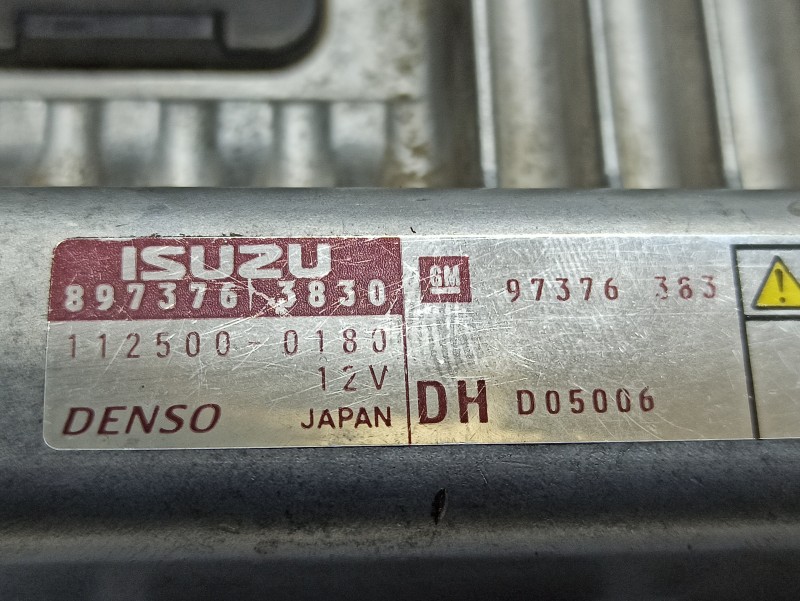 ISUZU
897376 3830
112500-0180
12V
DENSO JAPAN
GM 97376 383
DH D05006